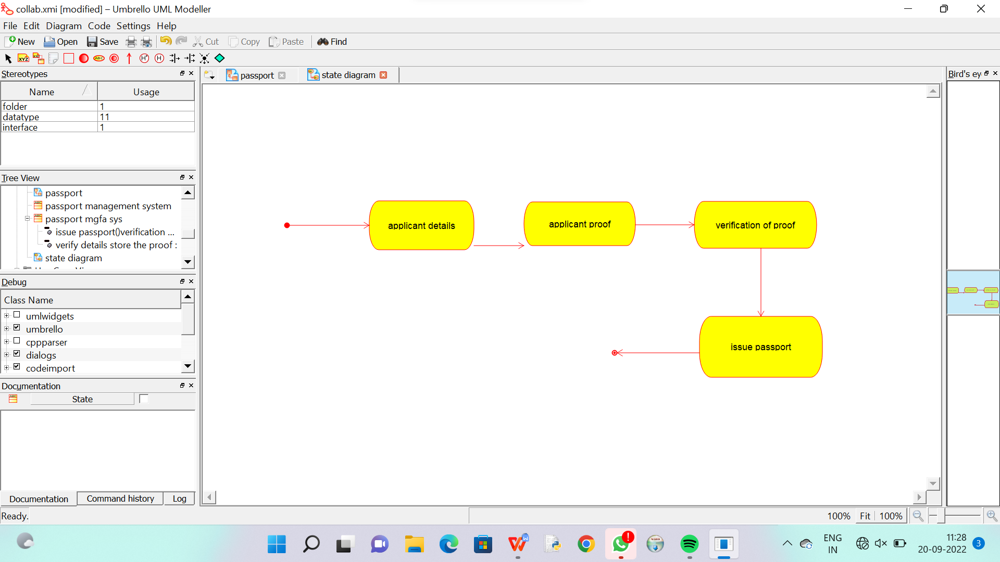 collab.xmi [modified] – Umbrello UML Modeller
File Edit Diagram Code Settings Help
New Open Save Cut Copy Paste Find
Stereotypes
Name Usage
folder 1
datatype 11
interface 1
Tree View
passport
passport management system
passport mgfa sys
issue passport()verification ...
verify details store the proof :
state diagram
Debug
Class Name
umlwidgets
umbrello
cppparser
dialogs
codeimport
Documentation
State
Documentation Command history Log
passport state diagram
applicant details
applicant proof
verification of proof
issue passport
Bird's ey
Ready.
100% Fit 100%
ENG
IN
11:28
20-09-2022
3